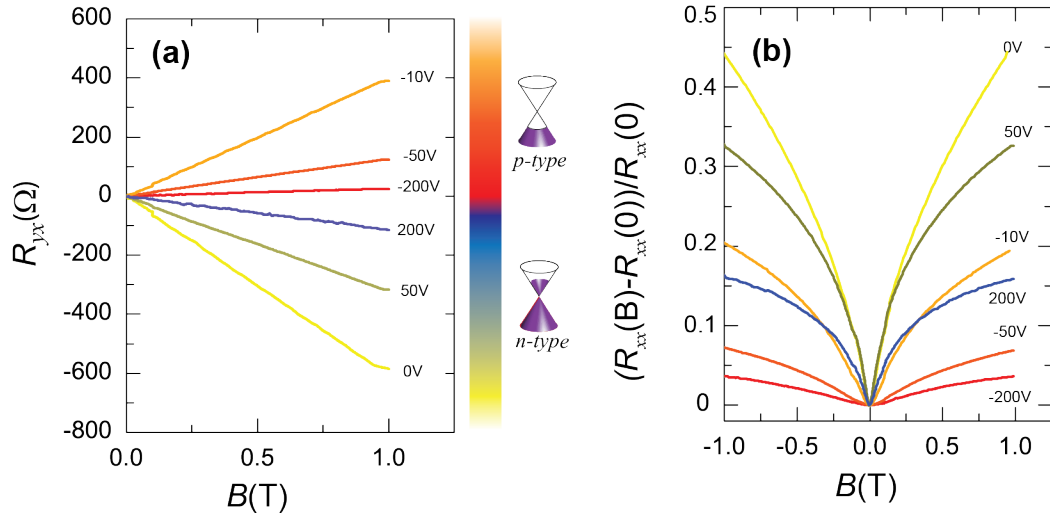 (a)
600
400
200
0
-200
-400
-600
-800
R_yx(Ω)
0.0
0.5
1.0
B(T)
-10V
-50V
-200V
200V
50V
0V
p-type
n-type
(b)
0.5
0.4
0.3
0.2
0.1
0
(R_xx(B)-R_xx(0))/R_xx(0)
-1.0
-0.5
0.0
0.5
1.0
B(T)
0V
50V
-10V
200V
-50V
-200V